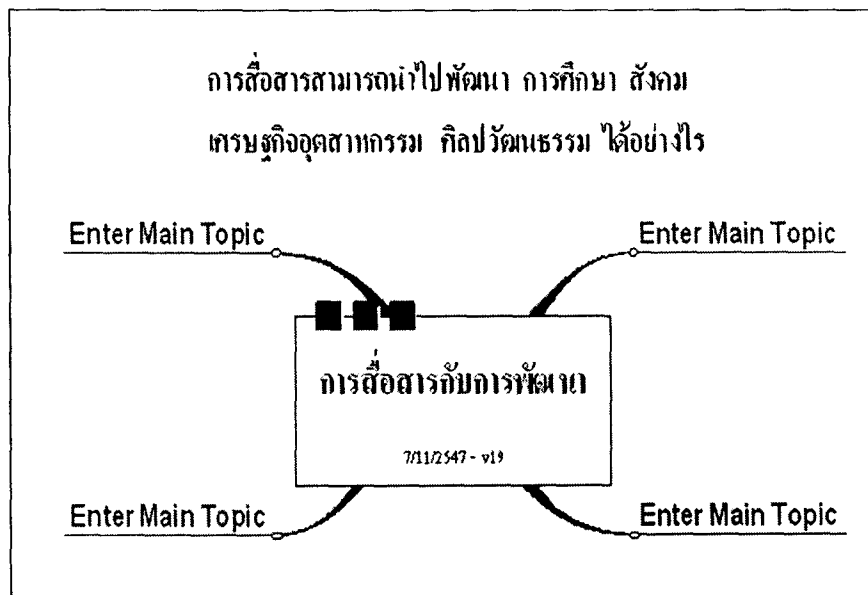 การสื่อสารสามารถนำไปพัฒนา การศึกษา สังคม
เศรษฐกิจอุตสาหกรรม ศิลปวัฒนธรรม ได้อย่างไร
Enter Main Topic
Enter Main Topic
การสื่อสารกับการพัฒนา
7/11/2547 - v19
Enter Main Topic
Enter Main Topic